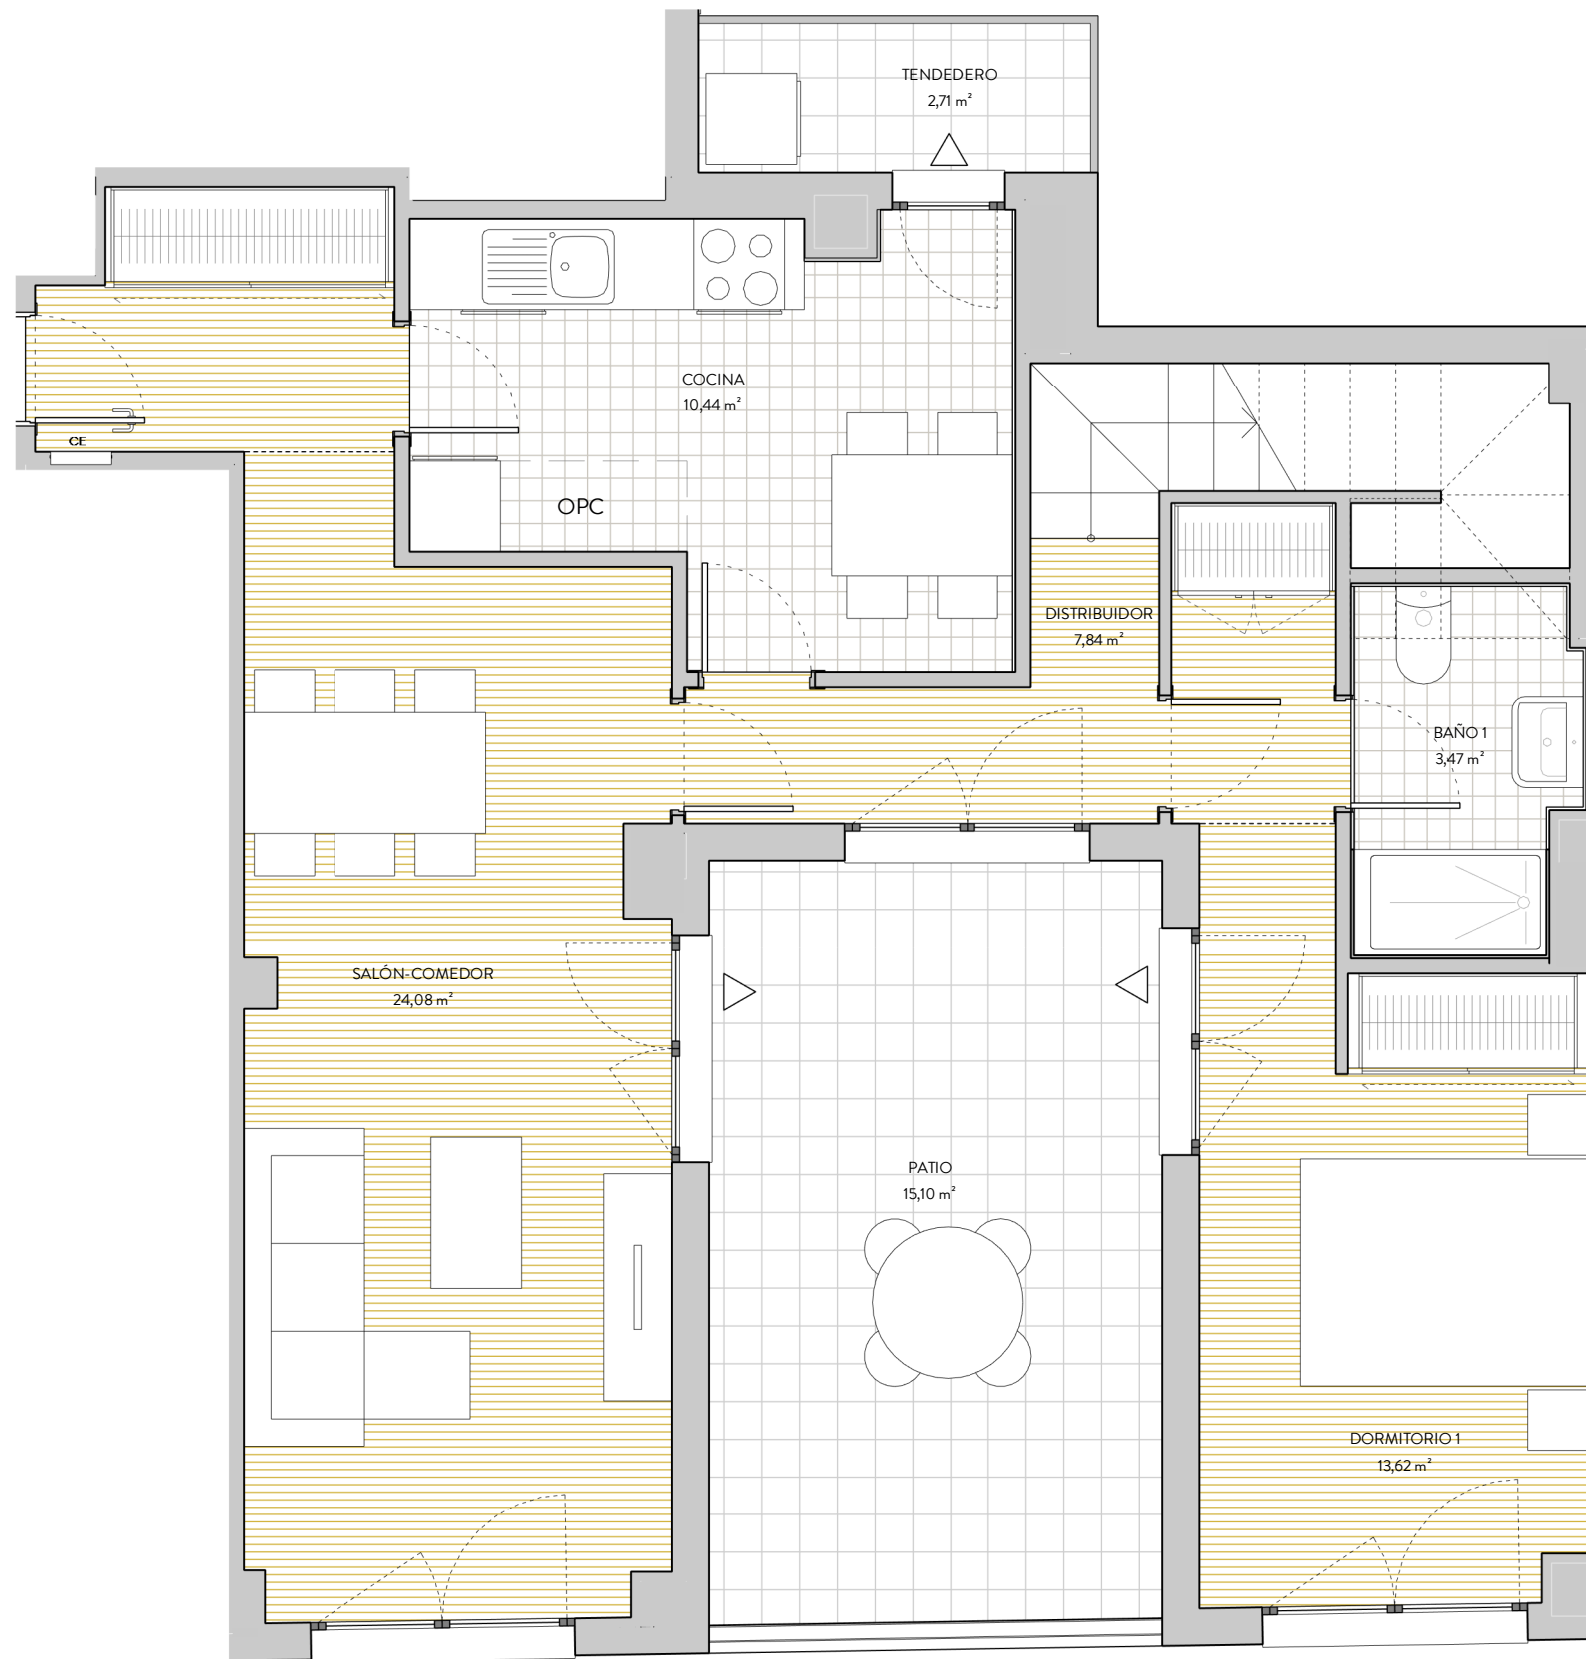 TENDEDERO
2,71 m²
COCINA
10,44 m²
CE
OPC
DISTRIBUIDOR
7,84 m²
BAÑO 1
3,47 m²
SALÓN-COMEDOR
24,08 m²
PATIO
15,10 m²
DORMITORIO 1
13,62 m²